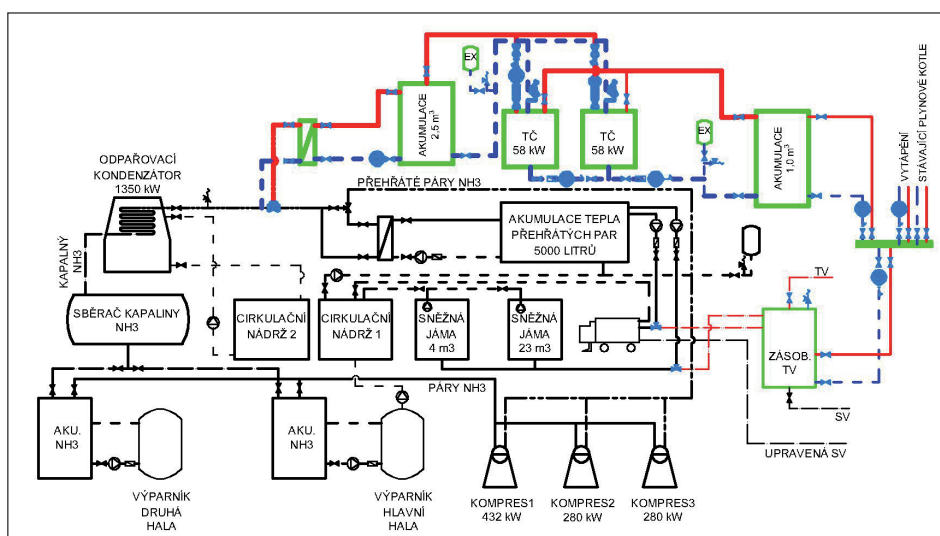 EX
AKUMULACE
2,5 m³
TČ
58 kW
TČ
58 kW
EX
AKUMULACE
1,0 m³
VYTÁPĚNÍ
STÁVAJÍCÍ PLYNOVÉ KOTLE
ODPAŘOVACÍ
KONDENZÁTOR
1350 kW
PŘEHŘÁTÉ PÁRY NH3
AKUMULACE TEPLA
PŘEHŘÁTÝCH PAR
5000 LITRŮ
KAPALNÝ
NH3
SBĚRAČ KAPALINY
NH3
CIRKULAČNÍ
NÁDRŽ 2
CIRKULAČNÍ
NÁDRŽ 1
SNĚŽNÁ
JÁMA
4 m3
SNĚŽNÁ
JÁMA
23 m3
TV
ZÁSOB.
TV
SV
UPRAVENÁ SV
PÁRY NH3
AKU.
NH3
AKU.
NH3
VÝPARNÍK
DRUHÁ
HALA
VÝPARNÍK
HLAVNÍ
HALA
KOMPRES1
432 kW
KOMPRES2
280 kW
KOMPRES3
280 kW